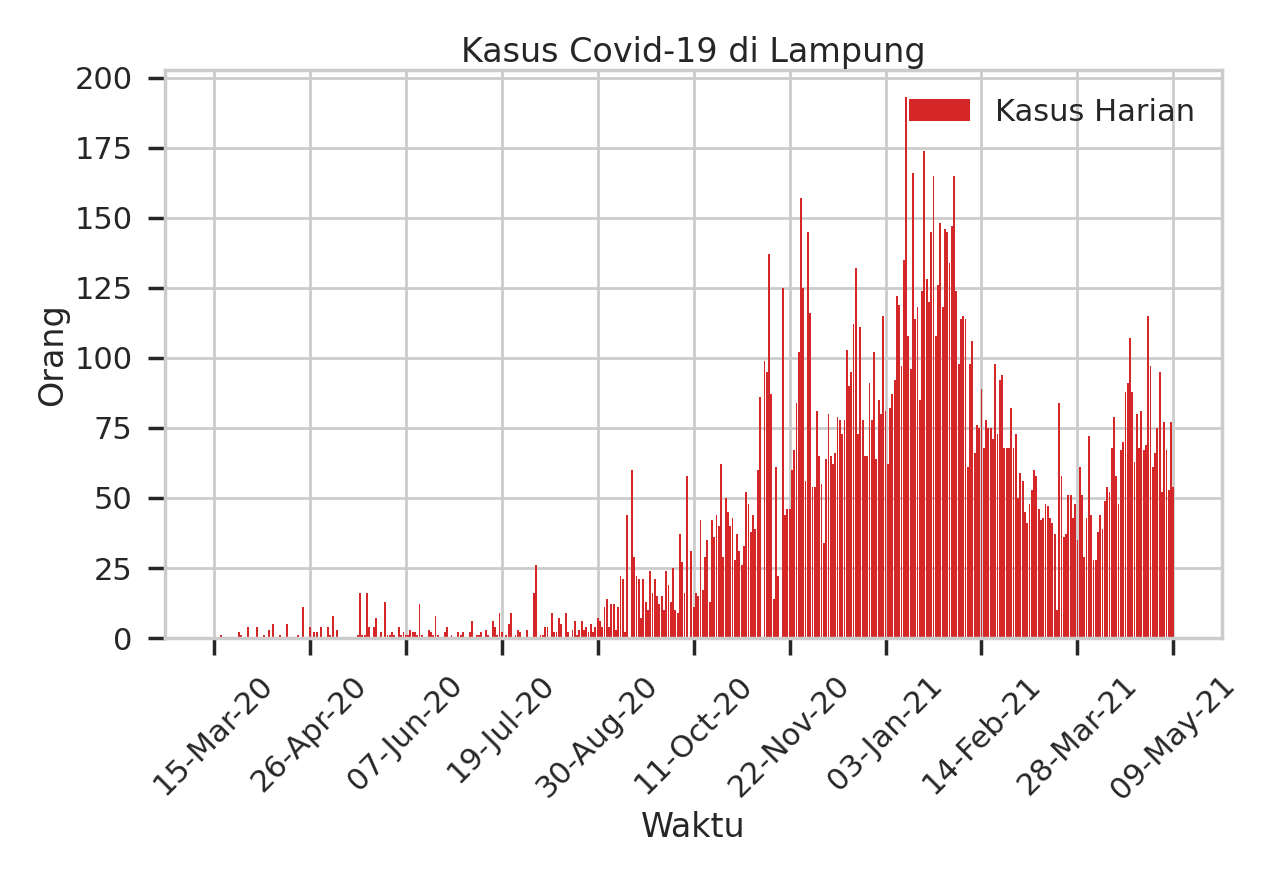 Kasus Covid-19 di Lampung
Kasus Harian
Orang
200
175
150
125
100
75
50
25
0
15-Mar-20
26-Apr-20
07-Jun-20
19-Jul-20
30-Aug-20
11-Oct-20
22-Nov-20
03-Jan-21
14-Feb-21
28-Mar-21
09-May-21
Waktu